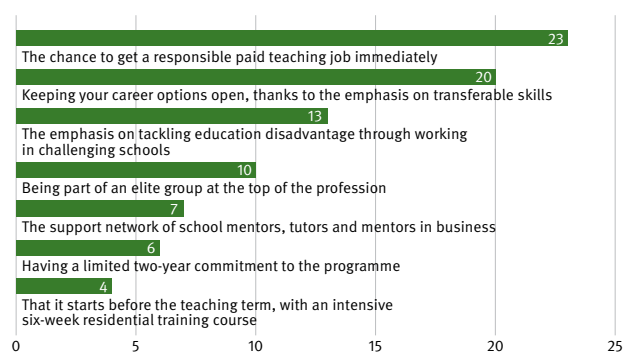 23
The chance to get a responsible paid teaching job immediately
20
Keeping your career options open, thanks to the emphasis on transferable skills
13
The emphasis on tackling education disadvantage through working
in challenging schools
10
Being part of an elite group at the top of the profession
7
The support network of school mentors, tutors and mentors in business
6
Having a limited two-year commitment to the programme
4
That it starts before the teaching term, with an intensive
six-week residential training course
0 5 10 15 20 25